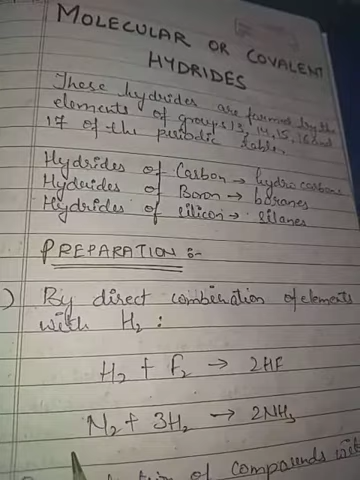 MOLECULAR OR COVALENT
HYDRIDES
These hydrides are formed by the
elements of groups 13, 14, 15, 16 and
17 of the periodic table.
Hydrides of Carbon → hydrocarbons
Hydrides of Boron → boranes
Hydrides of silicon → silanes
PREPARATION :-
) By direct combination of elements
with H₂ :
H₂ + F₂ → 2HF
N₂ + 3H₂ → 2NH₃
of compounds with